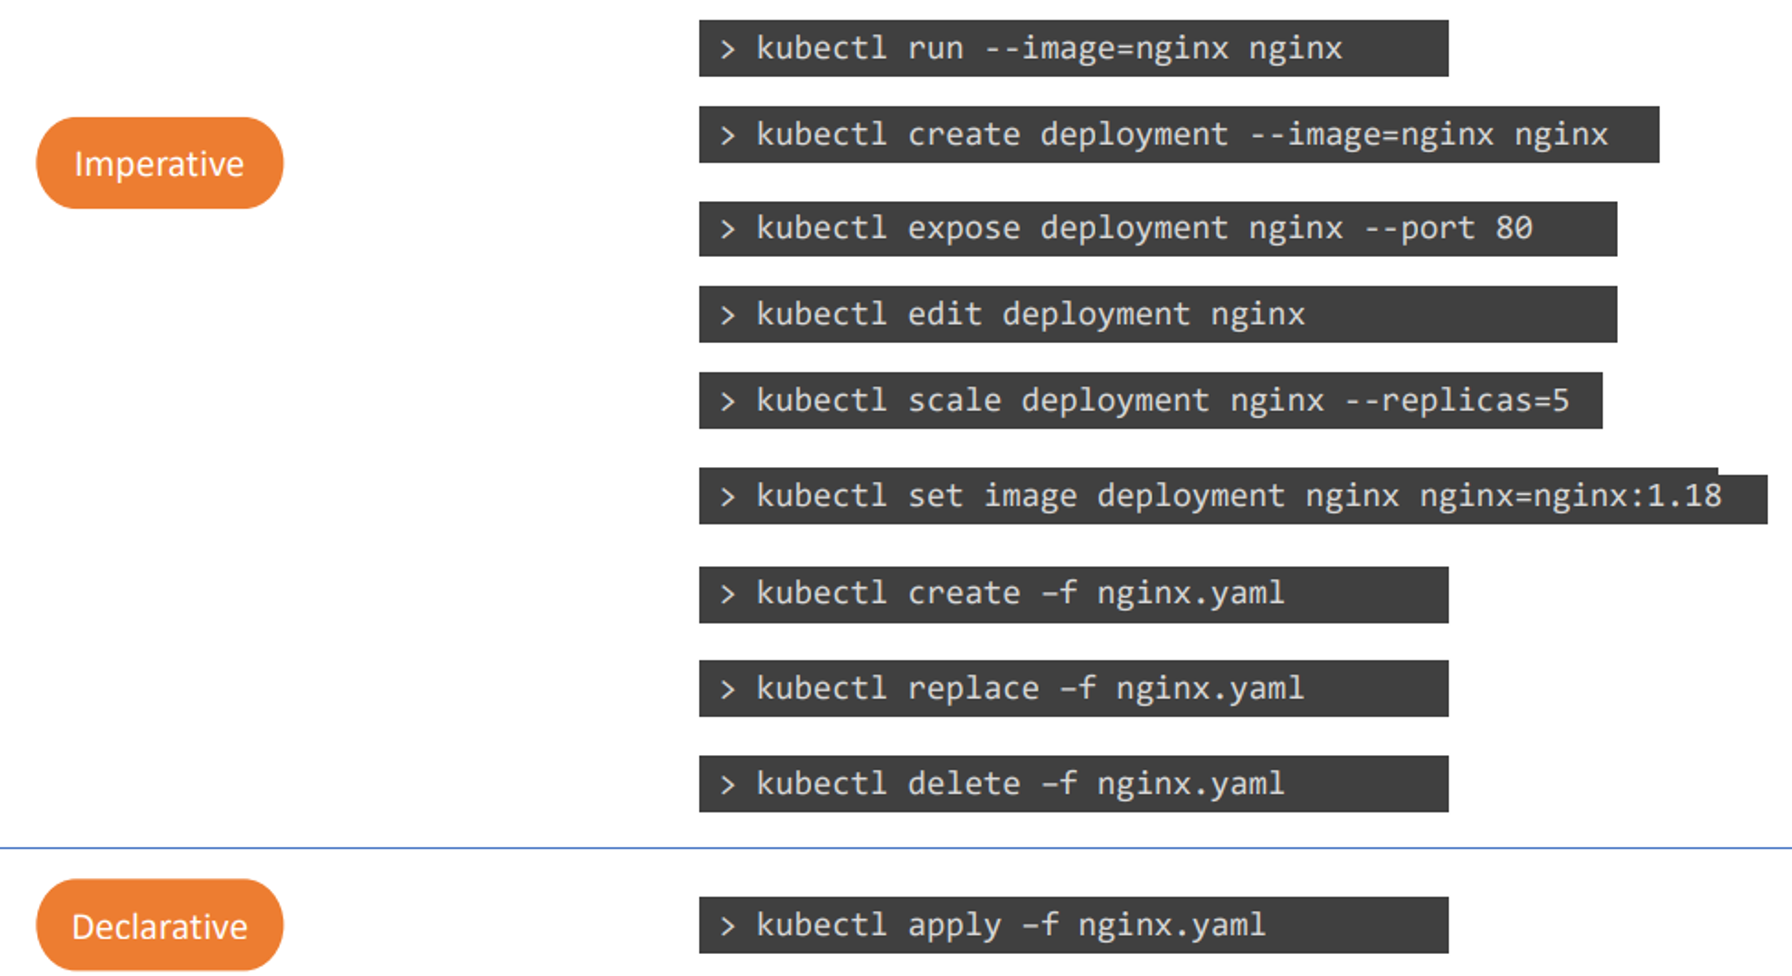 > kubectl run --image=nginx nginx
> kubectl create deployment --image=nginx nginx
Imperative
> kubectl expose deployment nginx --port 80
> kubectl edit deployment nginx
> kubectl scale deployment nginx --replicas=5
> kubectl set image deployment nginx nginx=nginx:1.18
> kubectl create –f nginx.yaml
> kubectl replace –f nginx.yaml
> kubectl delete –f nginx.yaml
Declarative
> kubectl apply –f nginx.yaml